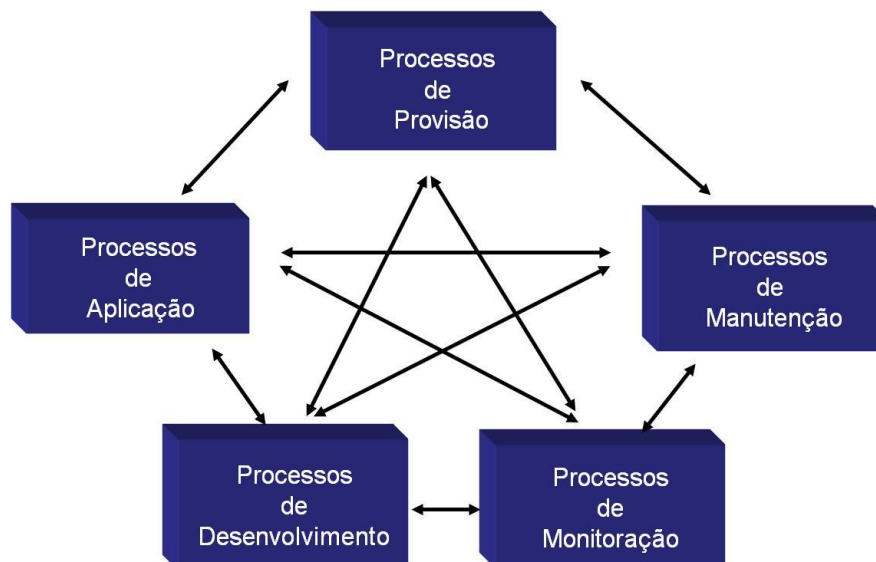 Processos
de
Provisão
Processos
de
Aplicação
Processos
de
Manutenção
Processos
de
Desenvolvimento
Processos
de
Monitoração